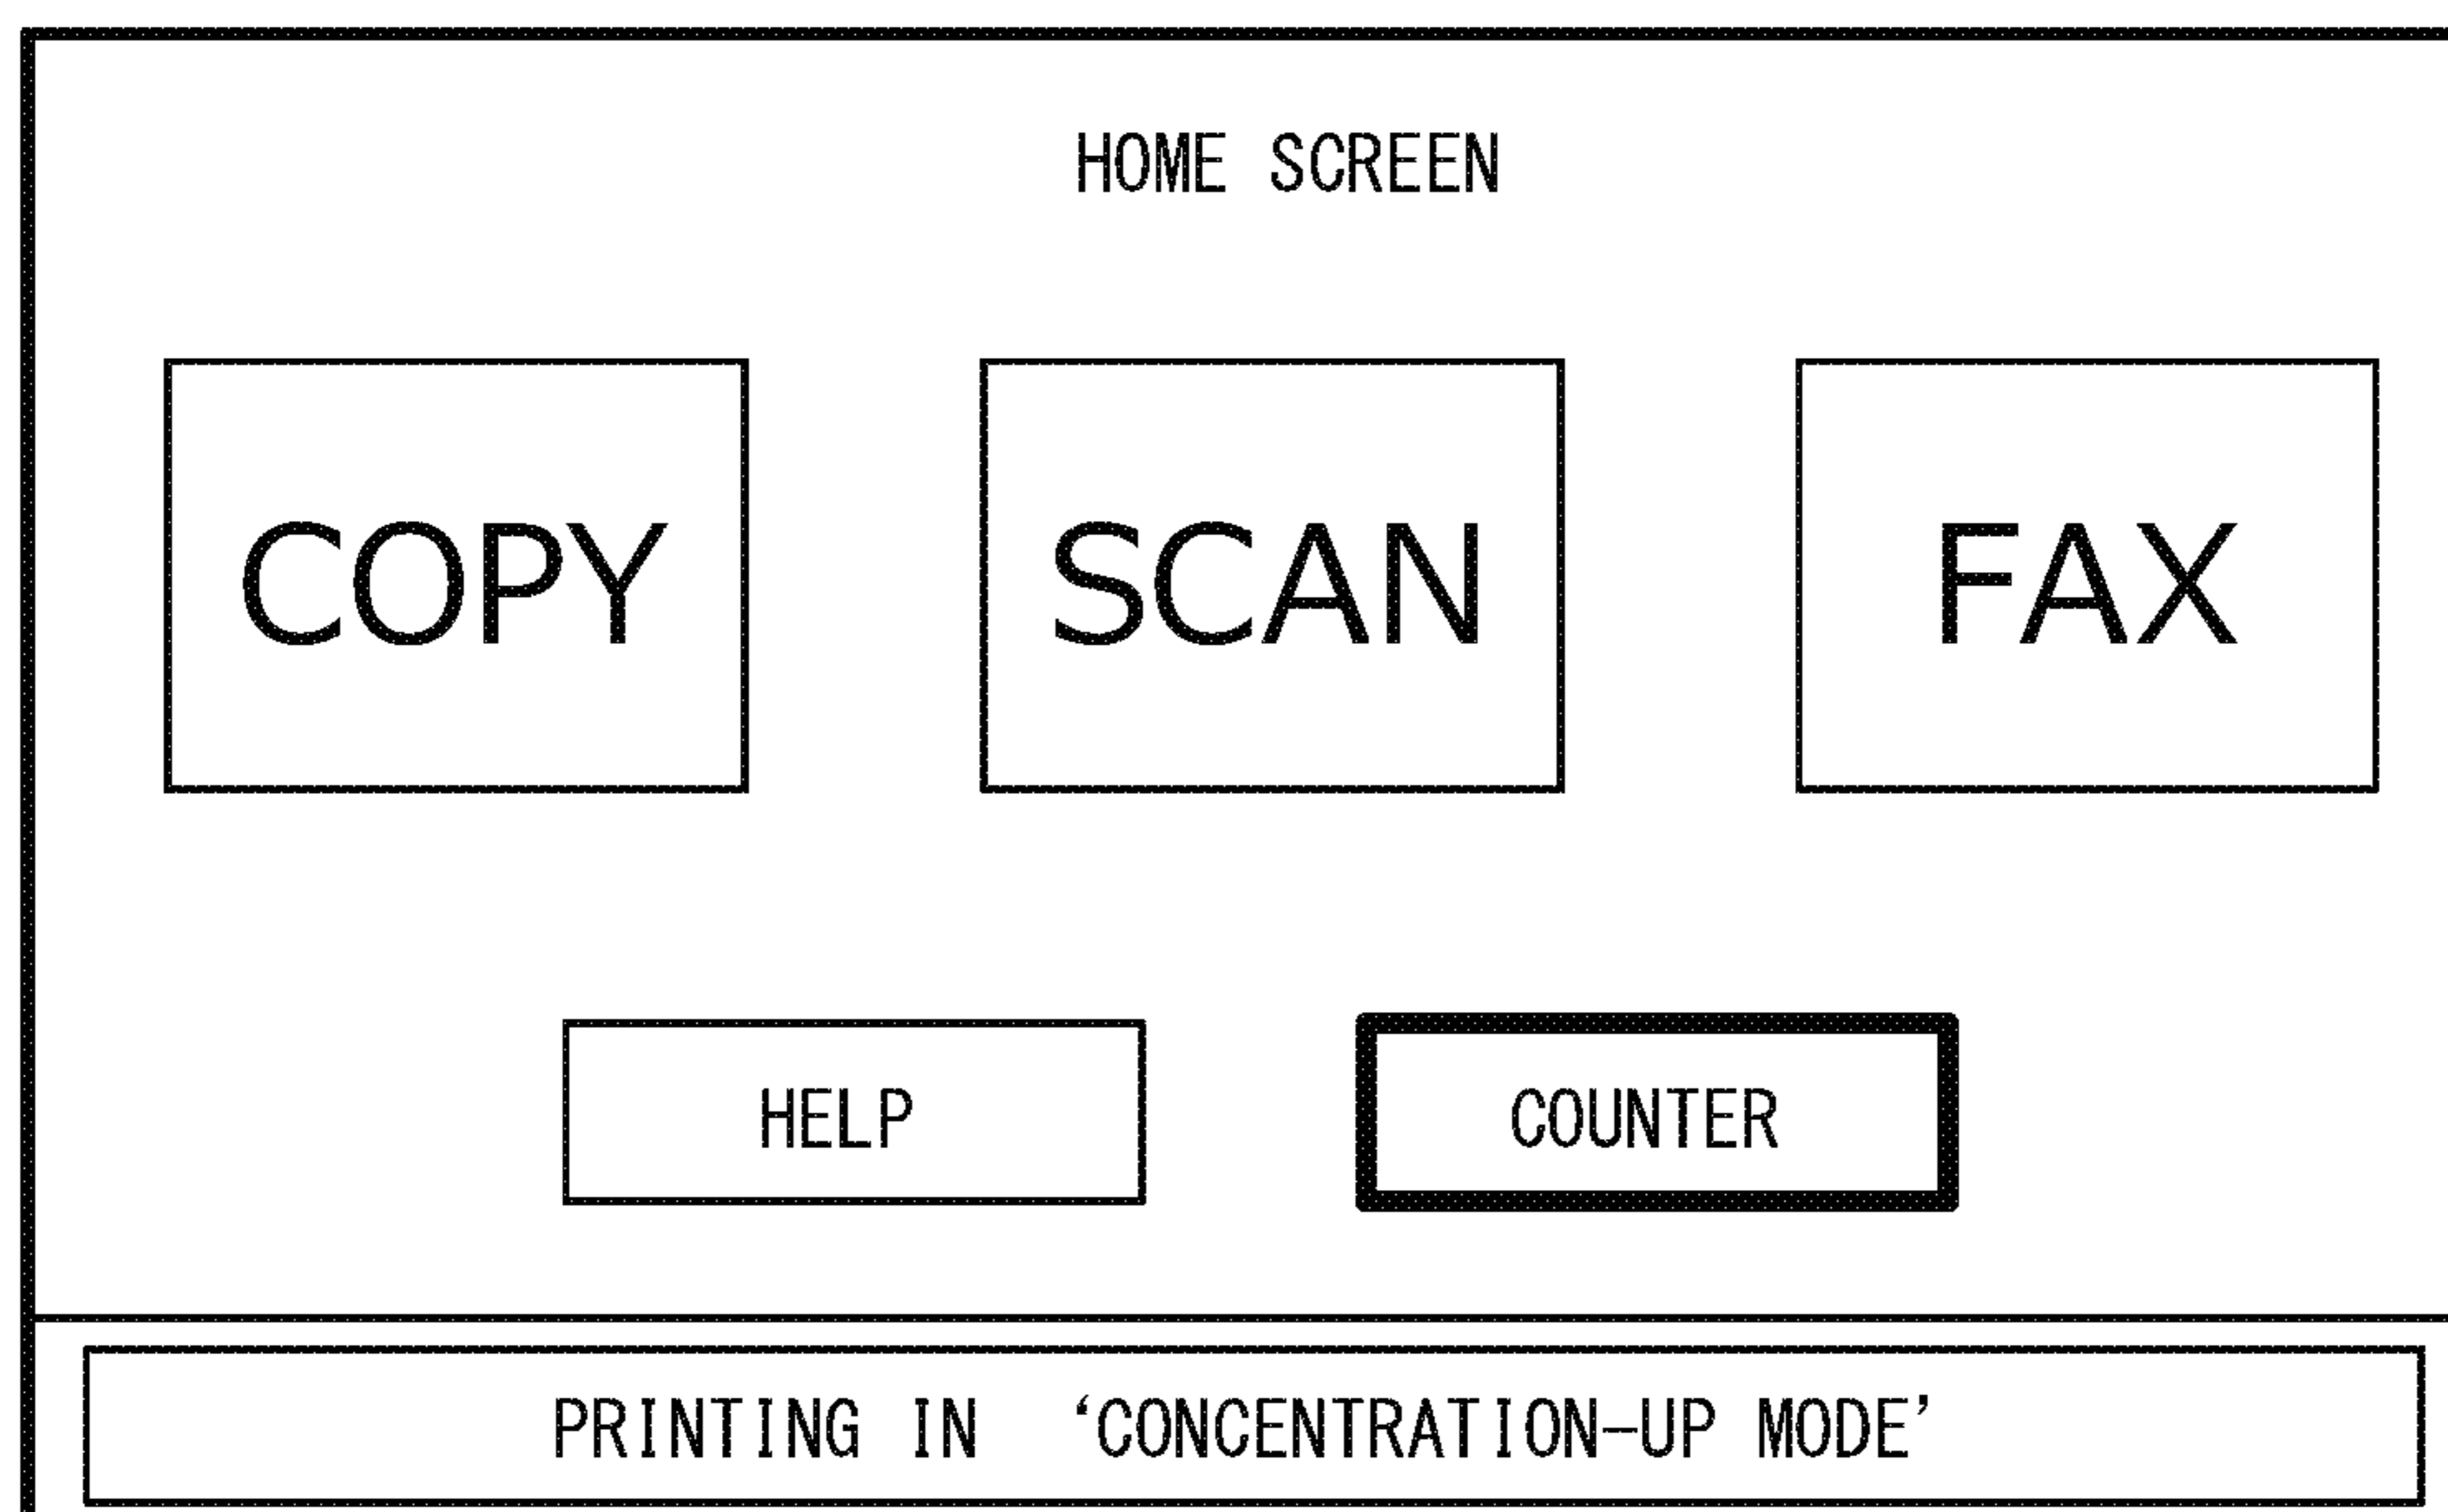 HOME SCREEN
COPY SCAN FAX
HELP COUNTER
PRINTING IN ‘CONCENTRATION-UP MODE’